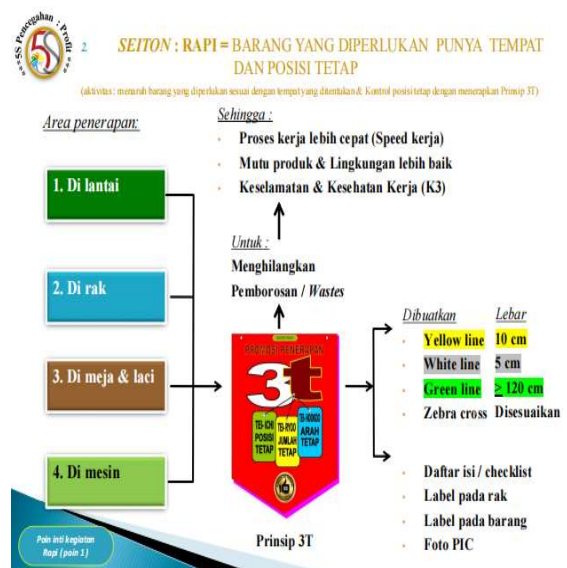 5S Pencegahan : Profit
5S
2 SEITON : RAPI = BARANG YANG DIPERLUKAN PUNYA TEMPAT
DAN POSISI TETAP
(aktivitas : menaruh barang yang diperlukan sesuai dengan tempat yang ditentukan & Kontrol posisi tetap dengan menerapkan Prinsip 3T)
Area penerapan:
1. Di lantai
2. Di rak
3. Di meja & laci
4. Di mesin
Sehingga :
Proses kerja lebih cepat (Speed kerja)
Mutu produk & Lingkungan lebih baik
Keselamatan & Kesehatan Kerja (K3)
Untuk :
Menghilangkan
Pemborosan / Wastes
PROMOSI PENERAPAN
3t
TEI-ICHI
POSISI
TETAP
TEI-RYOO
JUMLAH
TETAP
ARAH
TETAP
Prinsip 3T
Dibuatkan Lebar
Yellow line 10 cm
White line 5 cm
Green line ≥ 120 cm
Zebra cross Disesuaikan
Daftar isi / checklist
Label pada rak
Label pada barang
Foto PIC
Poin inti kegiatan
Rapi ( poin 1 )